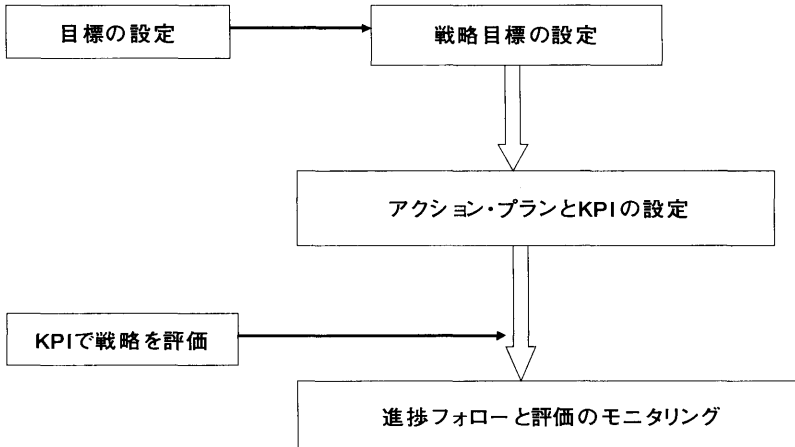 目標の設定
戦略目標の設定
アクション・プランとKPIの設定
KPIで戦略を評価
進捗フォローと評価のモニタリング